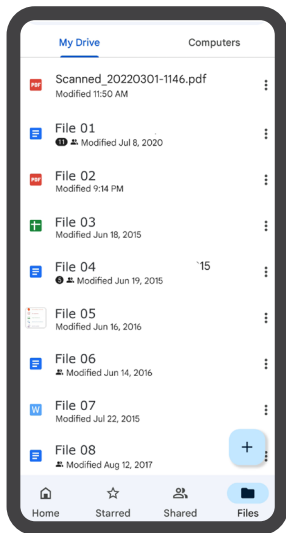 My Drive Computers
PDF Scanned_20220301-1146.pdf
Modified 11:50 AM
File 01
11 Modified Jul 8, 2020
PDF File 02
Modified 9:14 PM
File 03
Modified Jun 18, 2015
File 04 `15
5 Modified Jun 19, 2015
File 05
Modified Jun 16, 2016
File 06
Modified Jun 14, 2016
W File 07
Modified Jul 22, 2015
File 08
Modified Aug 12, 2017
+
Home Starred Shared Files